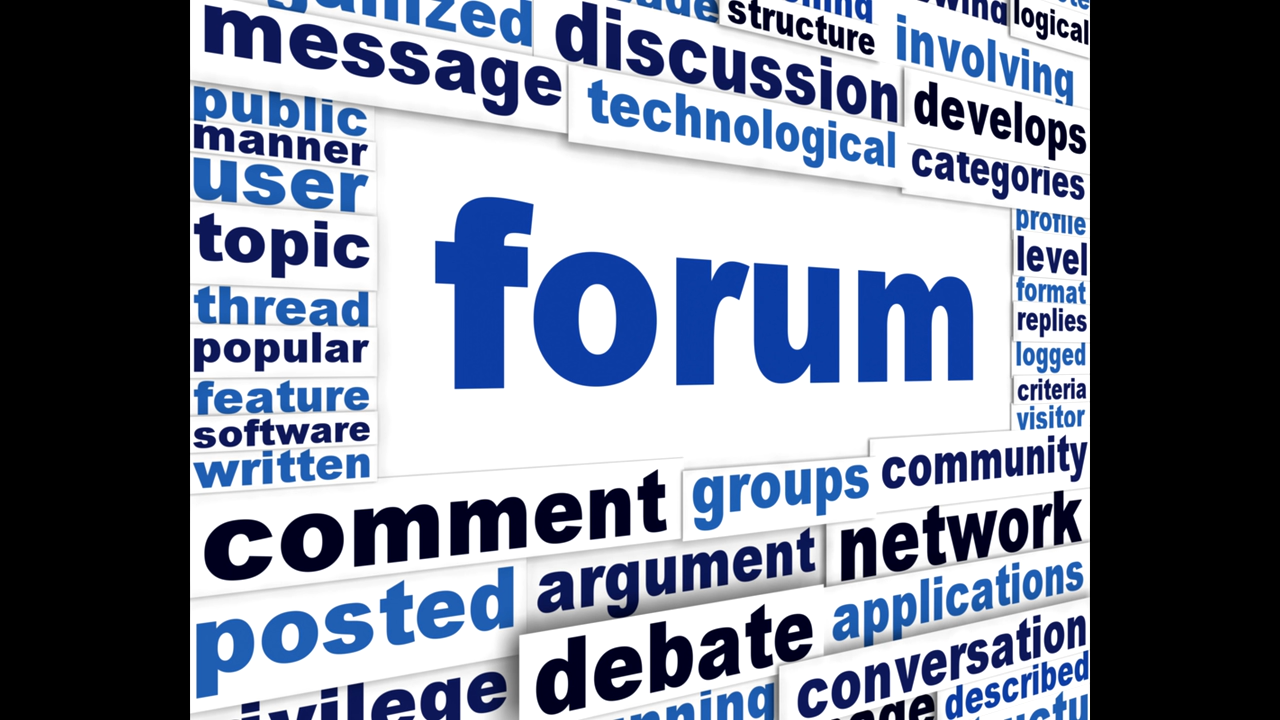 structure
logical
message
discussion
involving
technological
develops
categories
public
manner
user
topic
thread
popular
feature
software
written
forum
profile
level
format
replies
logged
criteria
visitor
comment
groups
community
posted
argument
network
debate
applications
conversation
described